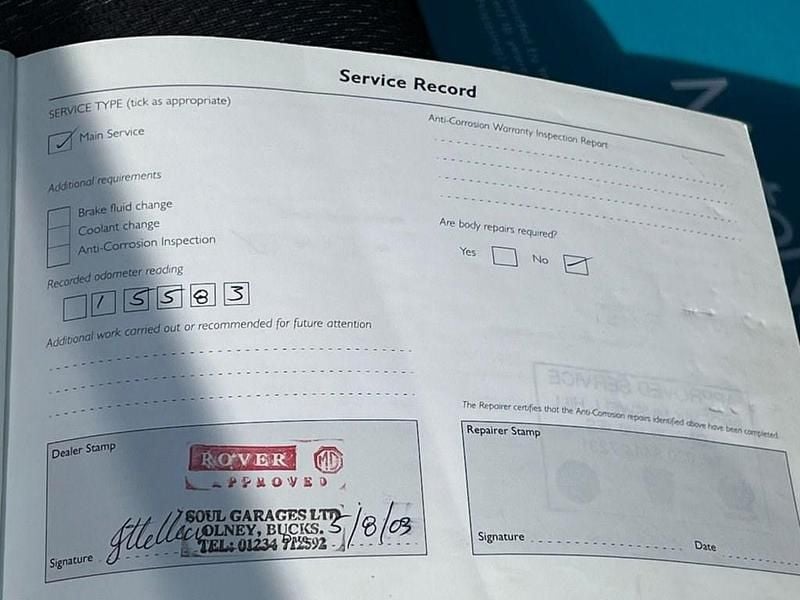 Service Record
SERVICE TYPE (tick as appropriate)
Main Service
Additional requirements
Brake fluid change
Coolant change
Anti-Corrosion Inspection
Recorded odometer reading
1 5 5 8 3
Additional work carried out or recommended for future attention
Dealer Stamp
ROVER MG
APPROVED
SOUL GARAGES LTD
OLNEY, BUCKS.
TEL: 01234 712592
Signature
5/8/03
Anti-Corrosion Warranty Inspection Report
Are body repairs required?
Yes No
The Repairer certifies that the Anti-Corrosion repairs identified above have been completed.
Repairer Stamp
Signature Date